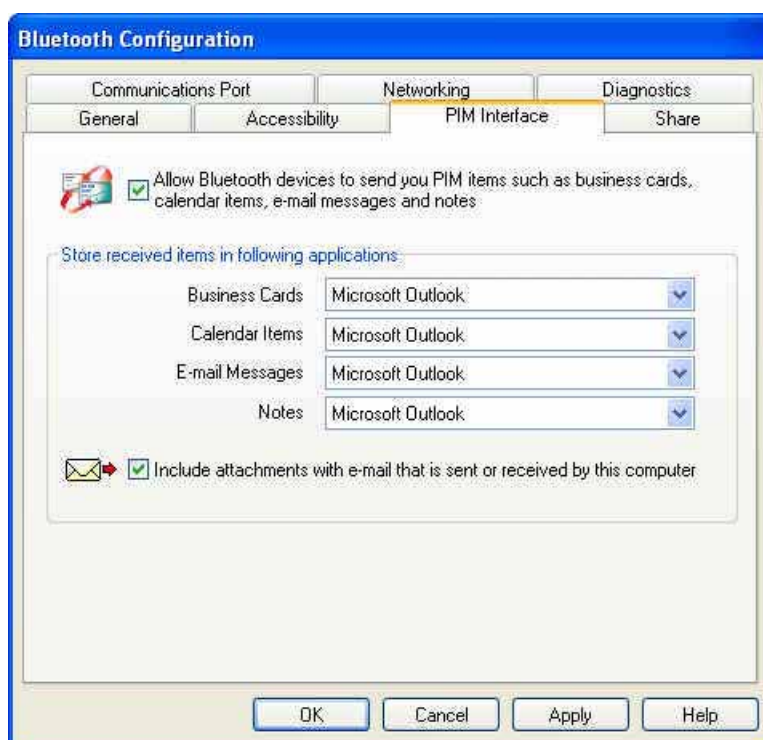 Bluetooth Configuration
Communications Port Networking Diagnostics
General Accessibility PIM Interface Share
Allow Bluetooth devices to send you PIM items such as business cards,
calendar items, e-mail messages and notes
Store received items in following applications
Business Cards Microsoft Outlook
Calendar Items Microsoft Outlook
E-mail Messages Microsoft Outlook
Notes Microsoft Outlook
Include attachments with e-mail that is sent or received by this computer
OK Cancel Apply Help